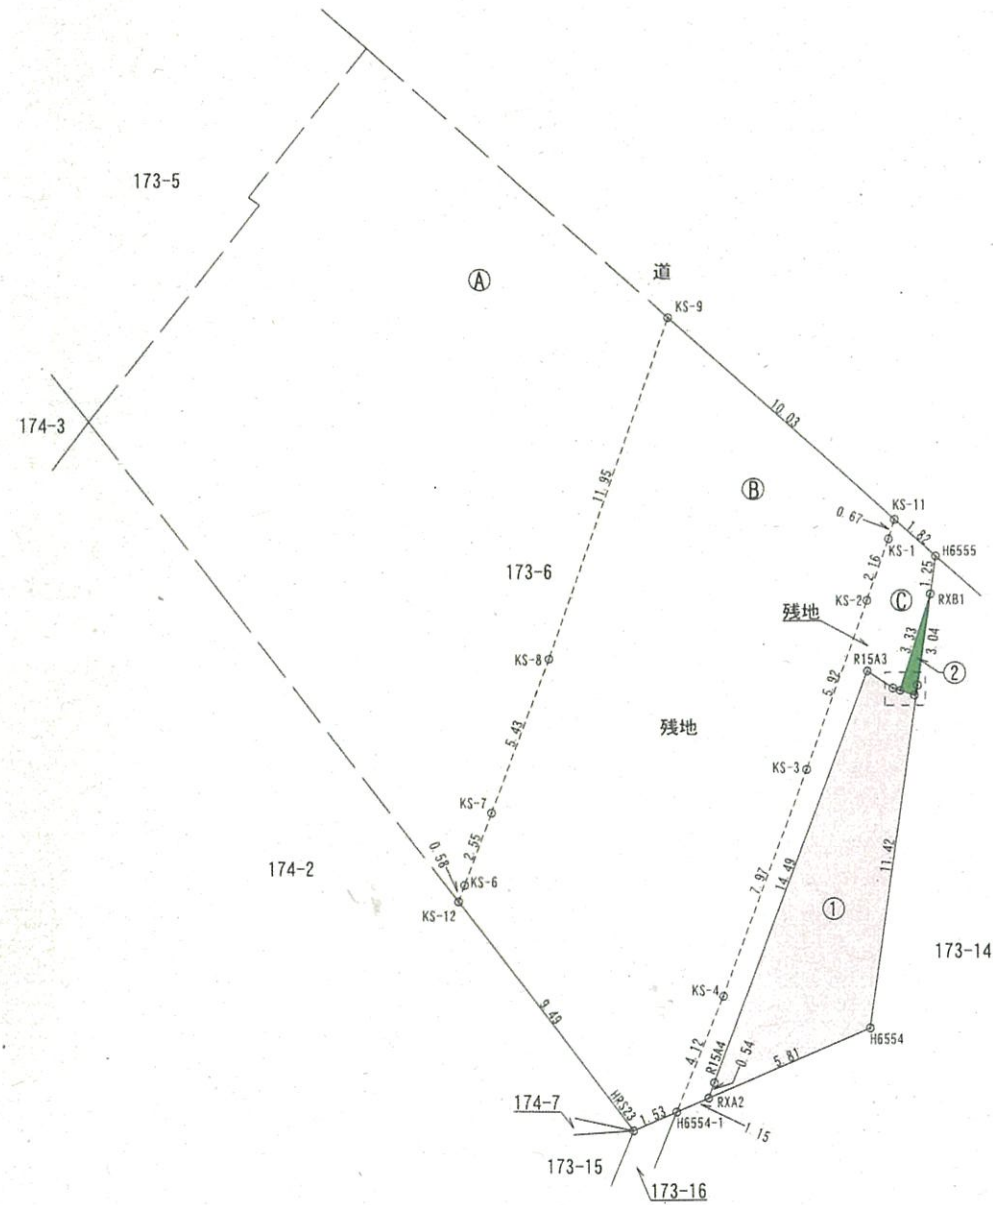 173-5
Ⓐ
道
KS-9
174-3
10.03
11.95
Ⓑ
KS-11
0.67
1.82
KS-1
H6555
2.16
1.25
173-6
KS-2
Ⓒ
RXB1
残地
3.33
3.04
KS-8
R15A3
②
5.92
残地
5.43
KS-3
KS-7
0.58
2.55
174-2
KS-6
14.49
11.42
7.97
KS-12
①
173-14
KS-4
9.49
H6554
4.12
R15A4
0.54
5.81
174-7
HRS23
1.53
RXA2
H6554-1
1.15
173-15
173-16